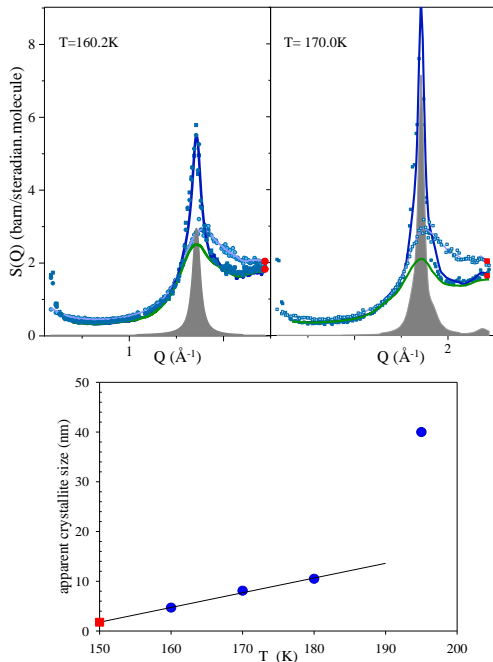 T=160.2K
T= 170.0K
S(Q) (barn/steradian.molecule)
8
6
4
2
0
1
2
Q (Å-1)
Q (Å-1)
apparent crystallite size (nm)
50
40
30
20
10
0
150
160
170
180
190
200
T (K)